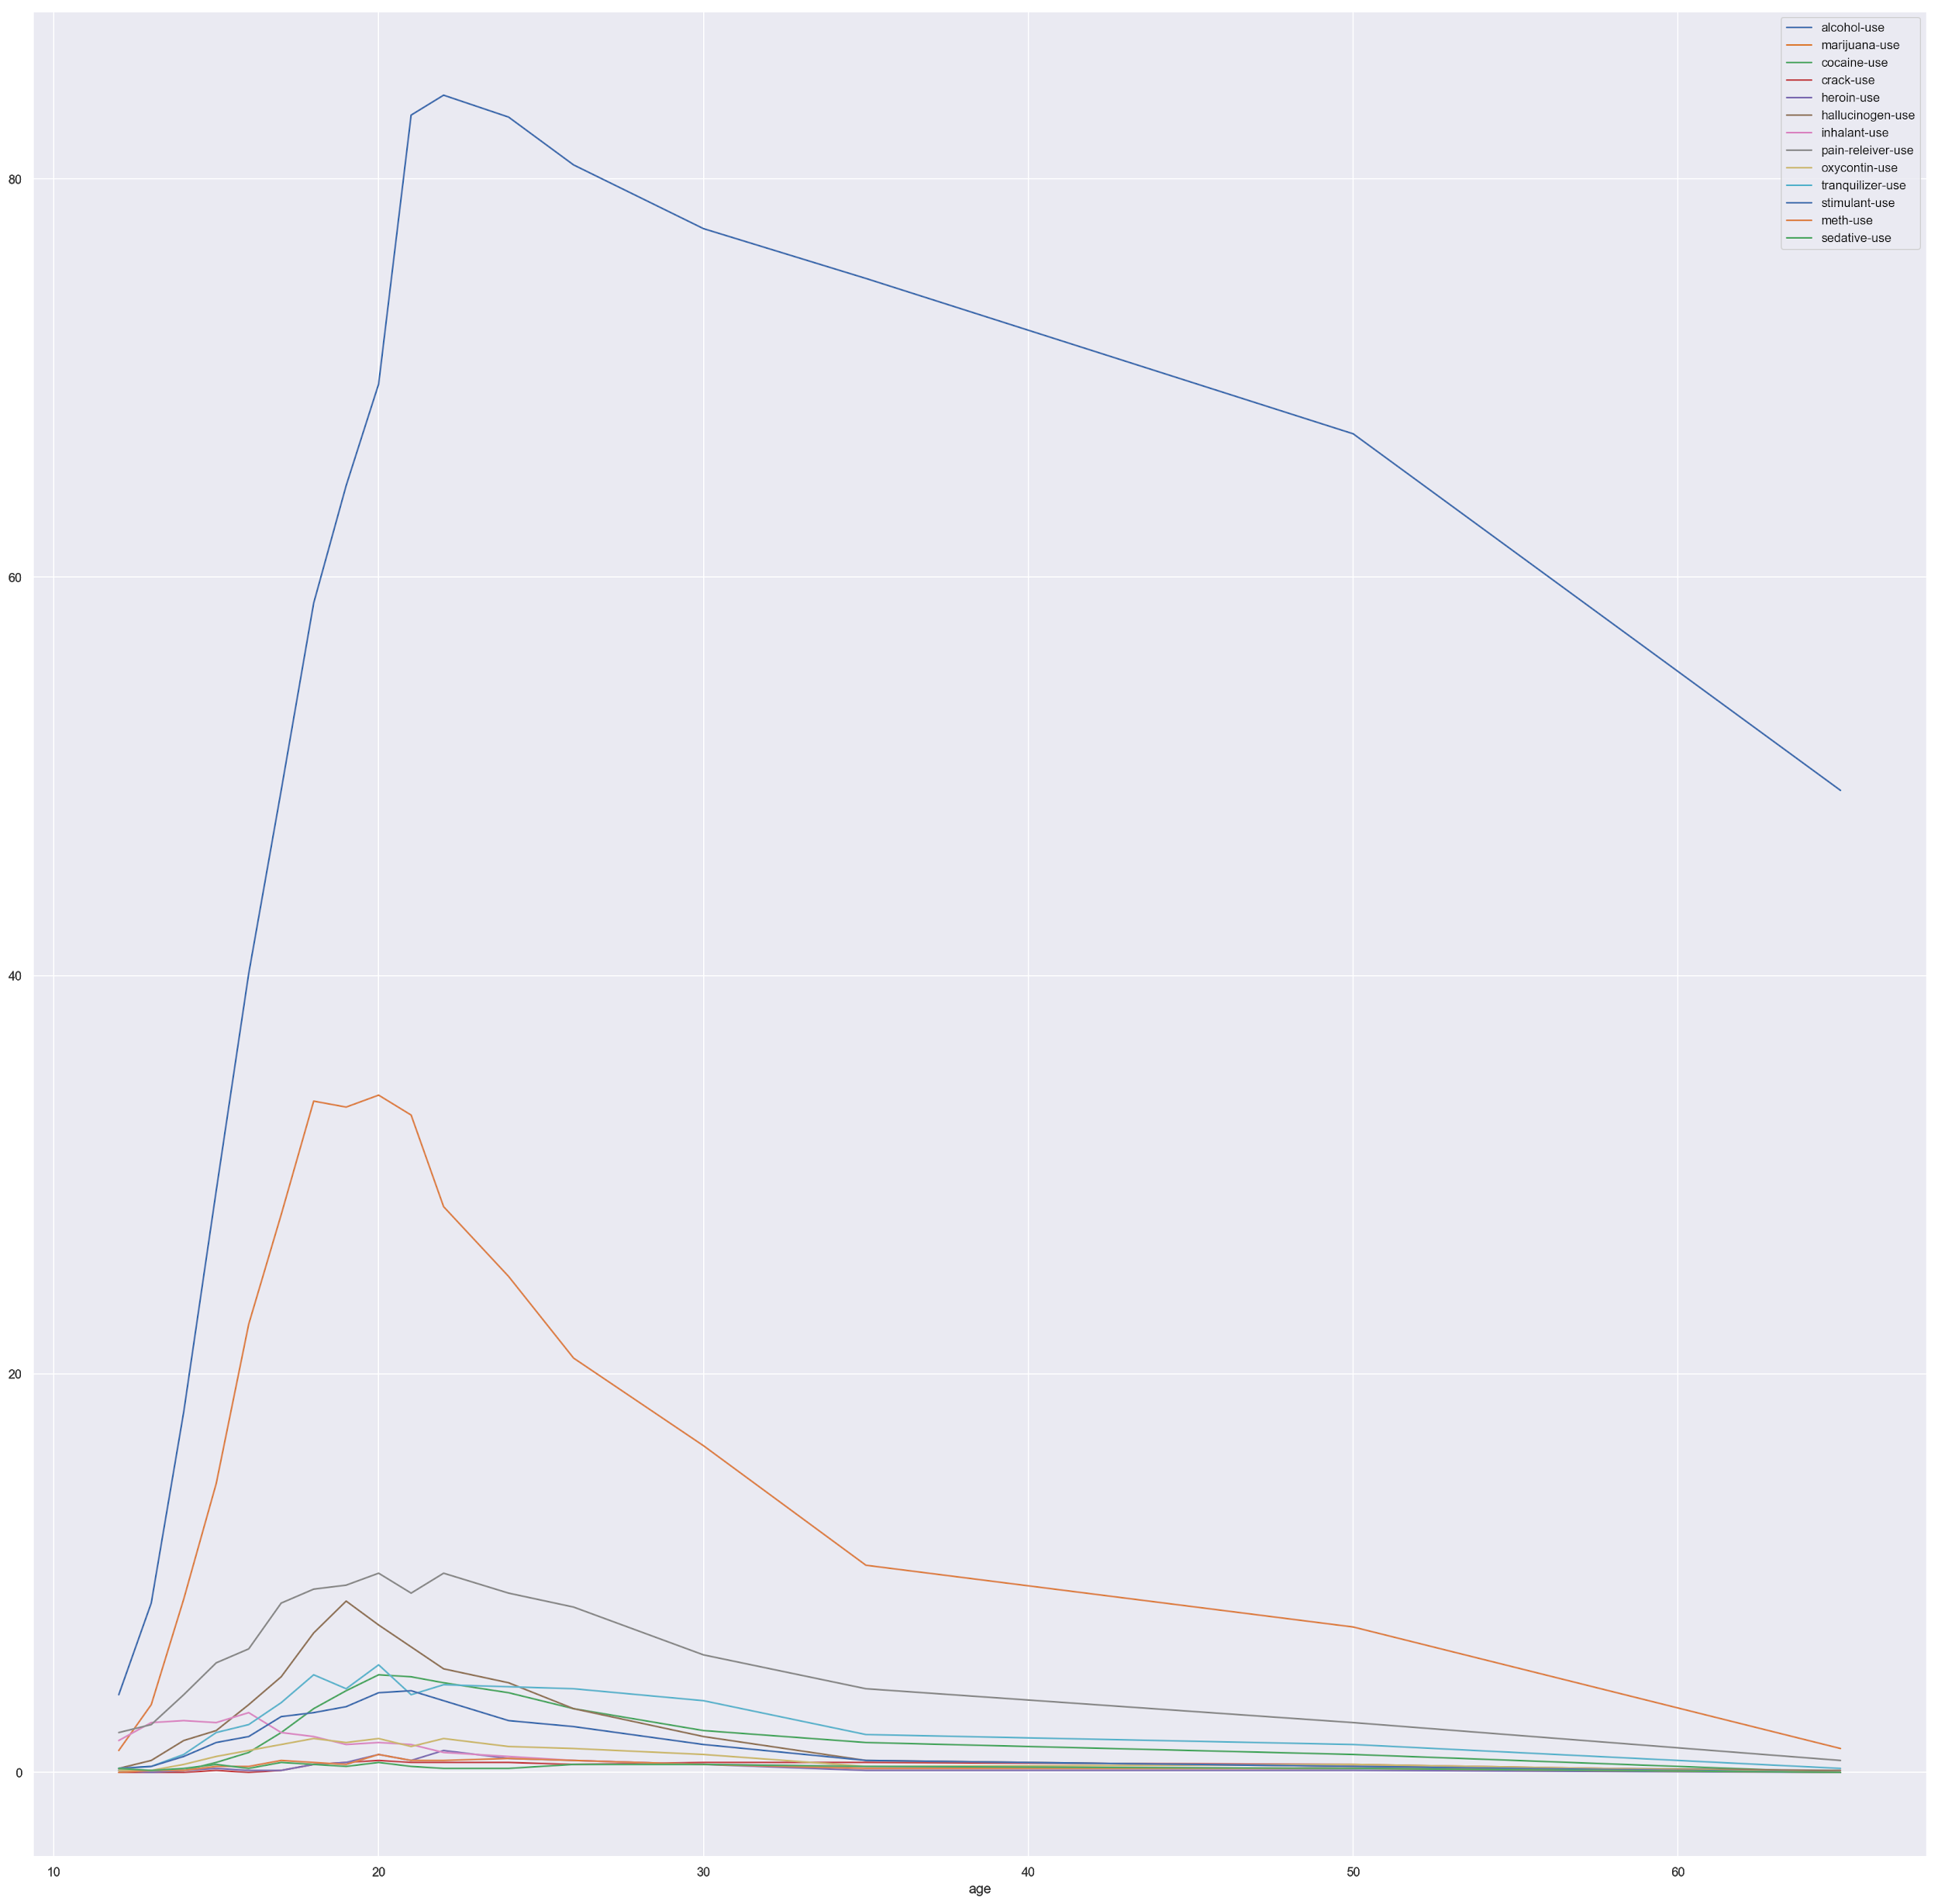 alcohol-use
marijuana-use
cocaine-use
crack-use
heroin-use
hallucinogen-use
inhalant-use
pain-releiver-use
oxycontin-use
tranquilizer-use
stimulant-use
meth-use
sedative-use
80
60
40
20
0
10 20 30 40 50 60
age